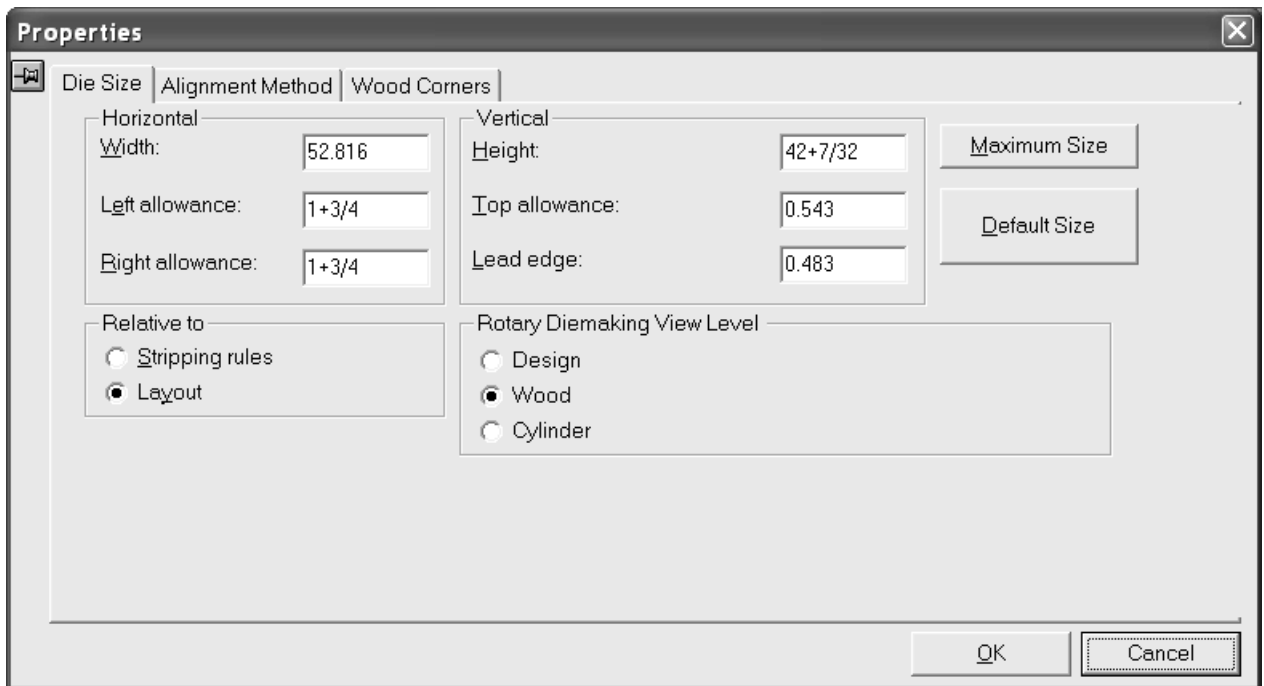 Properties
Die Size Alignment Method Wood Corners
Horizontal
Width: 52.816
Left allowance: 1+3/4
Right allowance: 1+3/4
Vertical
Height: 42+7/32
Top allowance: 0.543
Lead edge: 0.483
Maximum Size
Default Size
Relative to
Stripping rules
Layout
Rotary Diemaking View Level
Design
Wood
Cylinder
OK Cancel